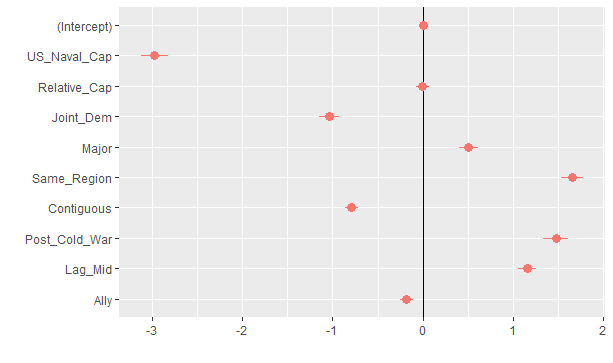 (Intercept)
US_Naval_Cap
Relative_Cap
Joint_Dem
Major
Same_Region
Contiguous
Post_Cold_War
Lag_Mid
Ally
-3 -2 -1 0 1 2